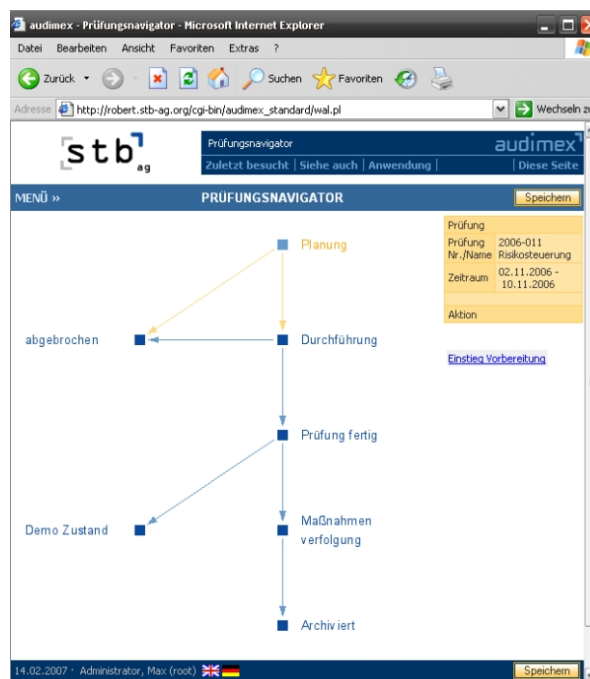 audimex - Prüfungsnavigator - Microsoft Internet Explorer
Datei Bearbeiten Ansicht Favoriten Extras ?
Zurück Suchen Favoriten
Adresse http://robert.stb-ag.org/cgi-bin/audimex_standard/wal.pl Wechseln
stb ag
Prüfungsnavigator audimex
Zuletzt besucht | Siehe auch | Anwendung | | Diese Seite
MENÜ » PRÜFUNGSNAVIGATOR Speichern
Prüfung
Prüfung 2006-011
Nr./Name Risikosteuerung
Zeitraum 02.11.2006 -
10.11.2006
Aktion
Einstieg Vorbereitung
Planung
abgebrochen Durchführung
Prüfung fertig
Demo Zustand Maßnahmen
verfolgung
Archiviert
14.02.2007 · Administrator, Max (root) Speichern